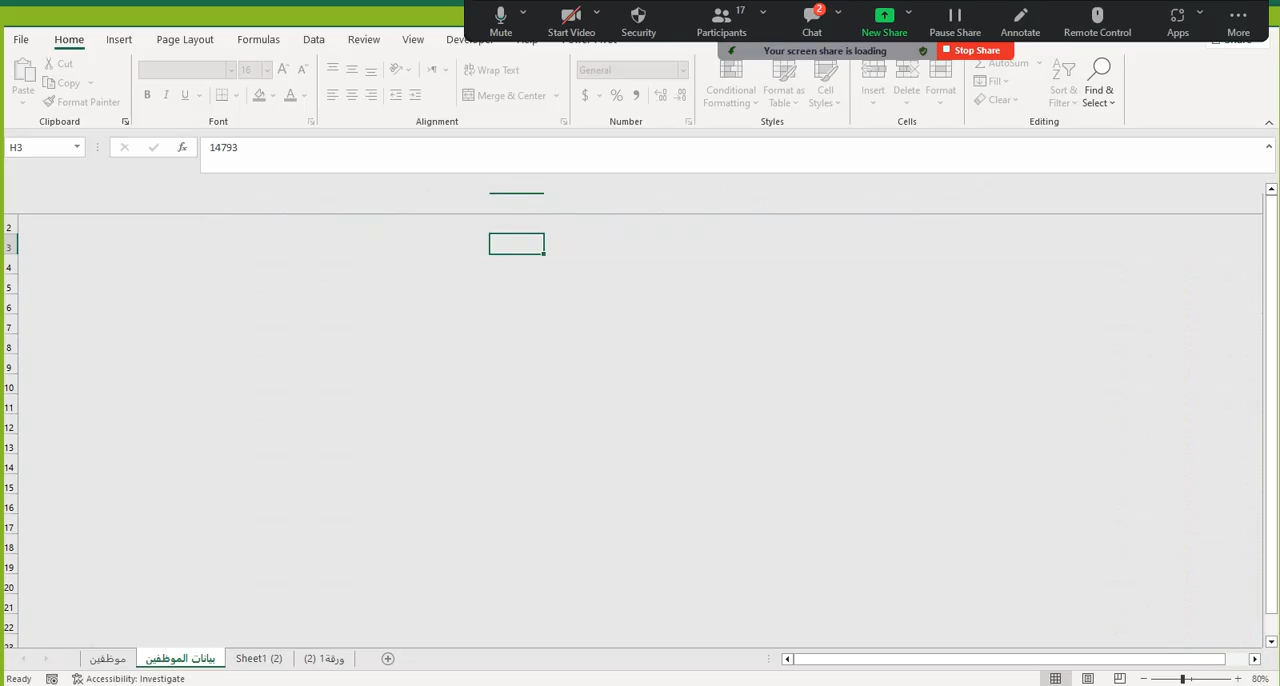 Mute
Start Video
Security
17
Participants
2
Chat
New Share
Pause Share
Annotate
Remote Control
Apps
More
Your screen share is loading
Stop Share
File
Home
Insert
Page Layout
Formulas
Data
Review
View
Paste
Cut
Copy
Format Painter
Clipboard
16
B I U
Font
Wrap Text
Merge & Center
Alignment
General
$ % 9
Number
Conditional
Formatting
Format as
Table
Cell
Styles
Styles
Insert
Delete
Format
Cells
AutoSum
Fill
Clear
Sort &
Filter
Find &
Select
Editing
H3
fx
14793
2
3
4
5
6
7
8
9
10
11
12
13
14
15
16
17
18
19
20
21
22
23
موظفين
بيانات الموظفين
Sheet1 (2)
ورقة1 (2)
Ready
Accessibility: Investigate
80%